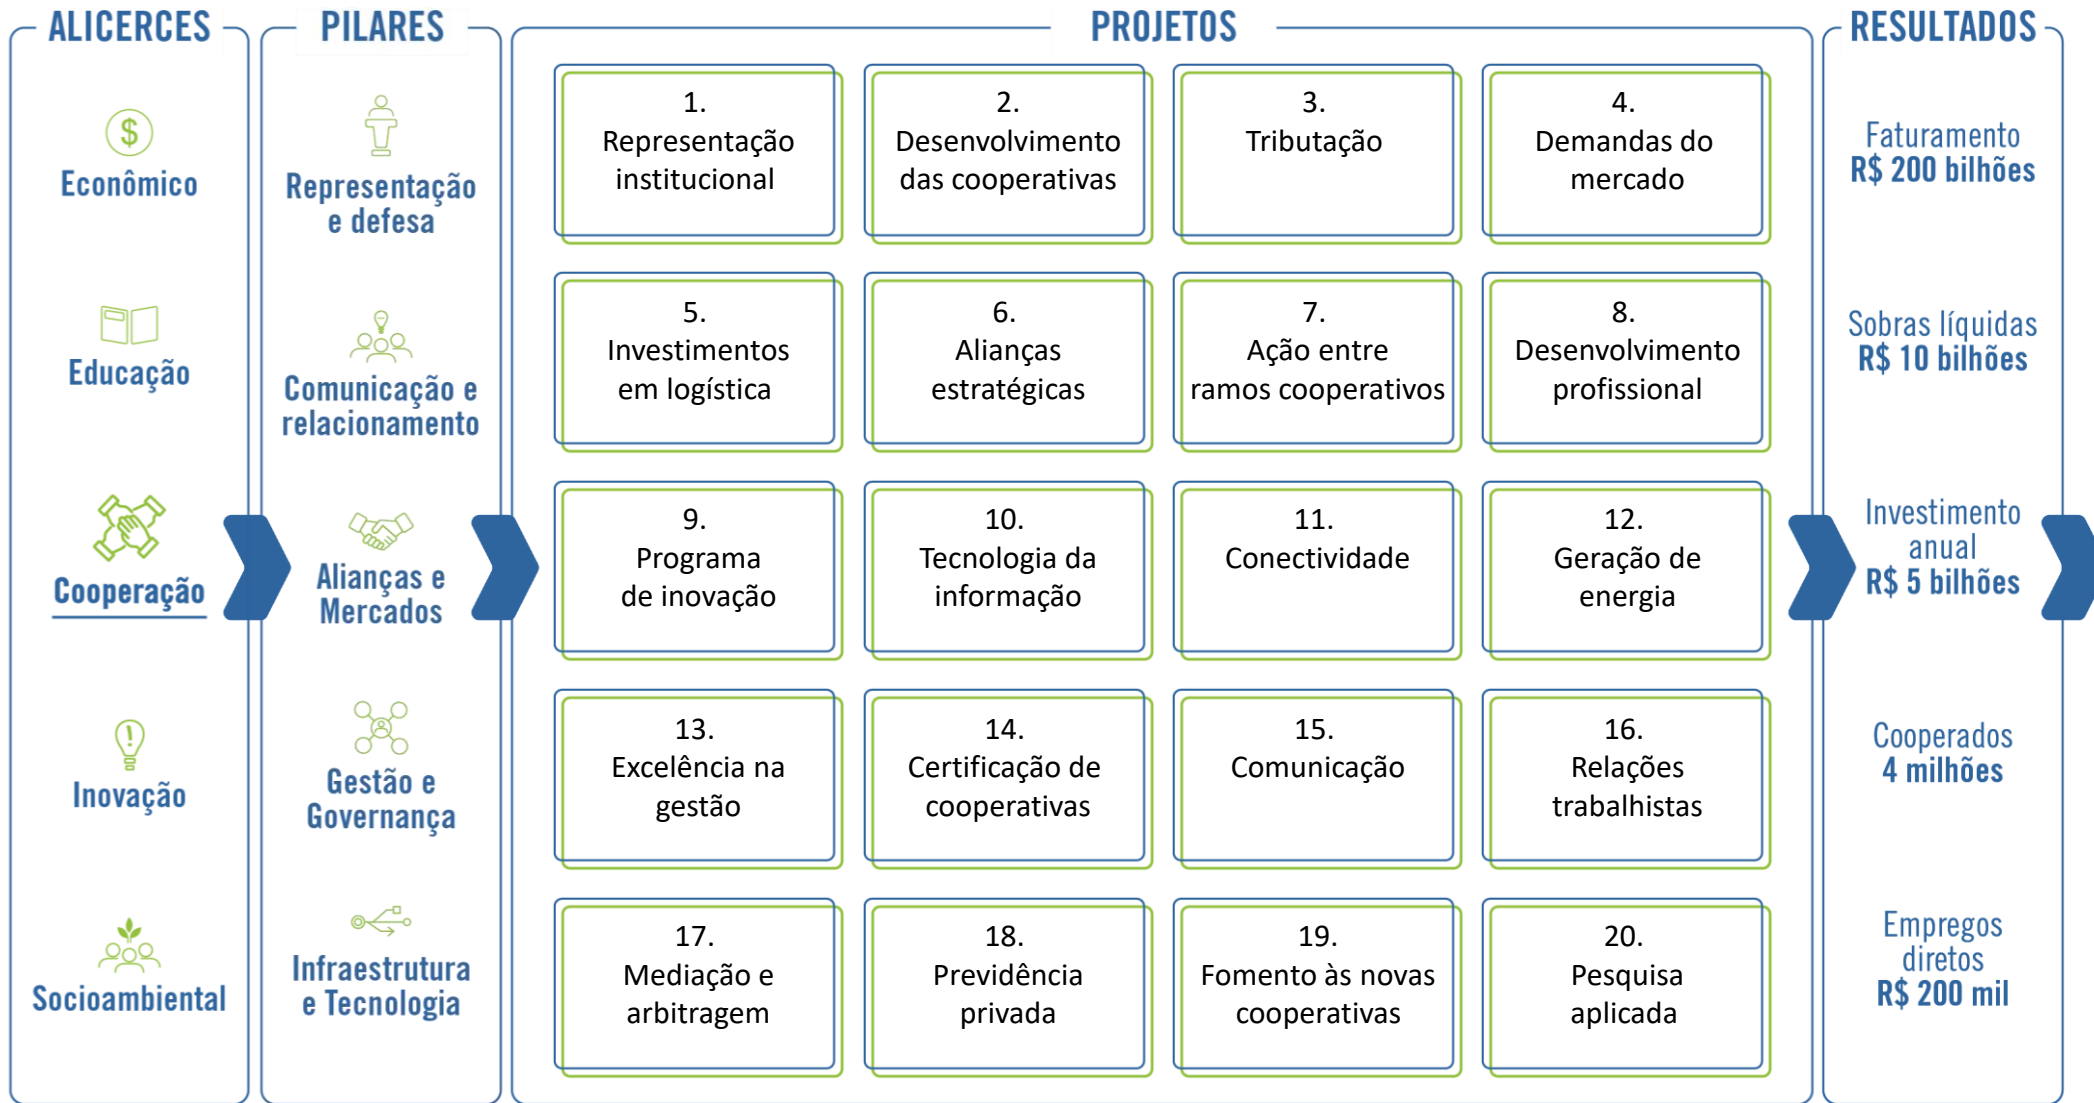 ALICERCES
Econômico
Educação
Cooperação
Inovação
Socioambiental
PILARES
Representação
e defesa
Comunicação e
relacionamento
Alianças e
Mercados
Gestão e
Governança
Infraestrutura
e Tecnologia
PROJETOS
1.
Representação
institucional
2.
Desenvolvimento
das cooperativas
3.
Tributação
4.
Demandas do
mercado
5.
Investimentos
em logística
6.
Alianças
estratégicas
7.
Ação entre
ramos cooperativos
8.
Desenvolvimento
profissional
9.
Programa
de inovação
10.
Tecnologia da
informação
11.
Conectividade
12.
Geração de
energia
13.
Excelência na
gestão
14.
Certificação de
cooperativas
15.
Comunicação
16.
Relações
trabalhistas
17.
Mediação e
arbitragem
18.
Previdência
privada
19.
Fomento às novas
cooperativas
20.
Pesquisa
aplicada
RESULTADOS
Faturamento
R$ 200 bilhões
Sobras líquidas
R$ 10 bilhões
Investimento
anual
R$ 5 bilhões
Cooperados
4 milhões
Empregos
diretos
R$ 200 mil